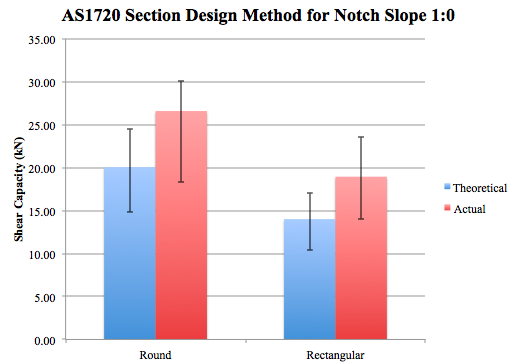 AS1720 Section Design Method for Notch Slope 1:0
35.00
30.00
25.00
20.00
15.00
10.00
5.00
0.00
Shear Capacity (kN)
Round
Rectangular
Theoretical
Actual